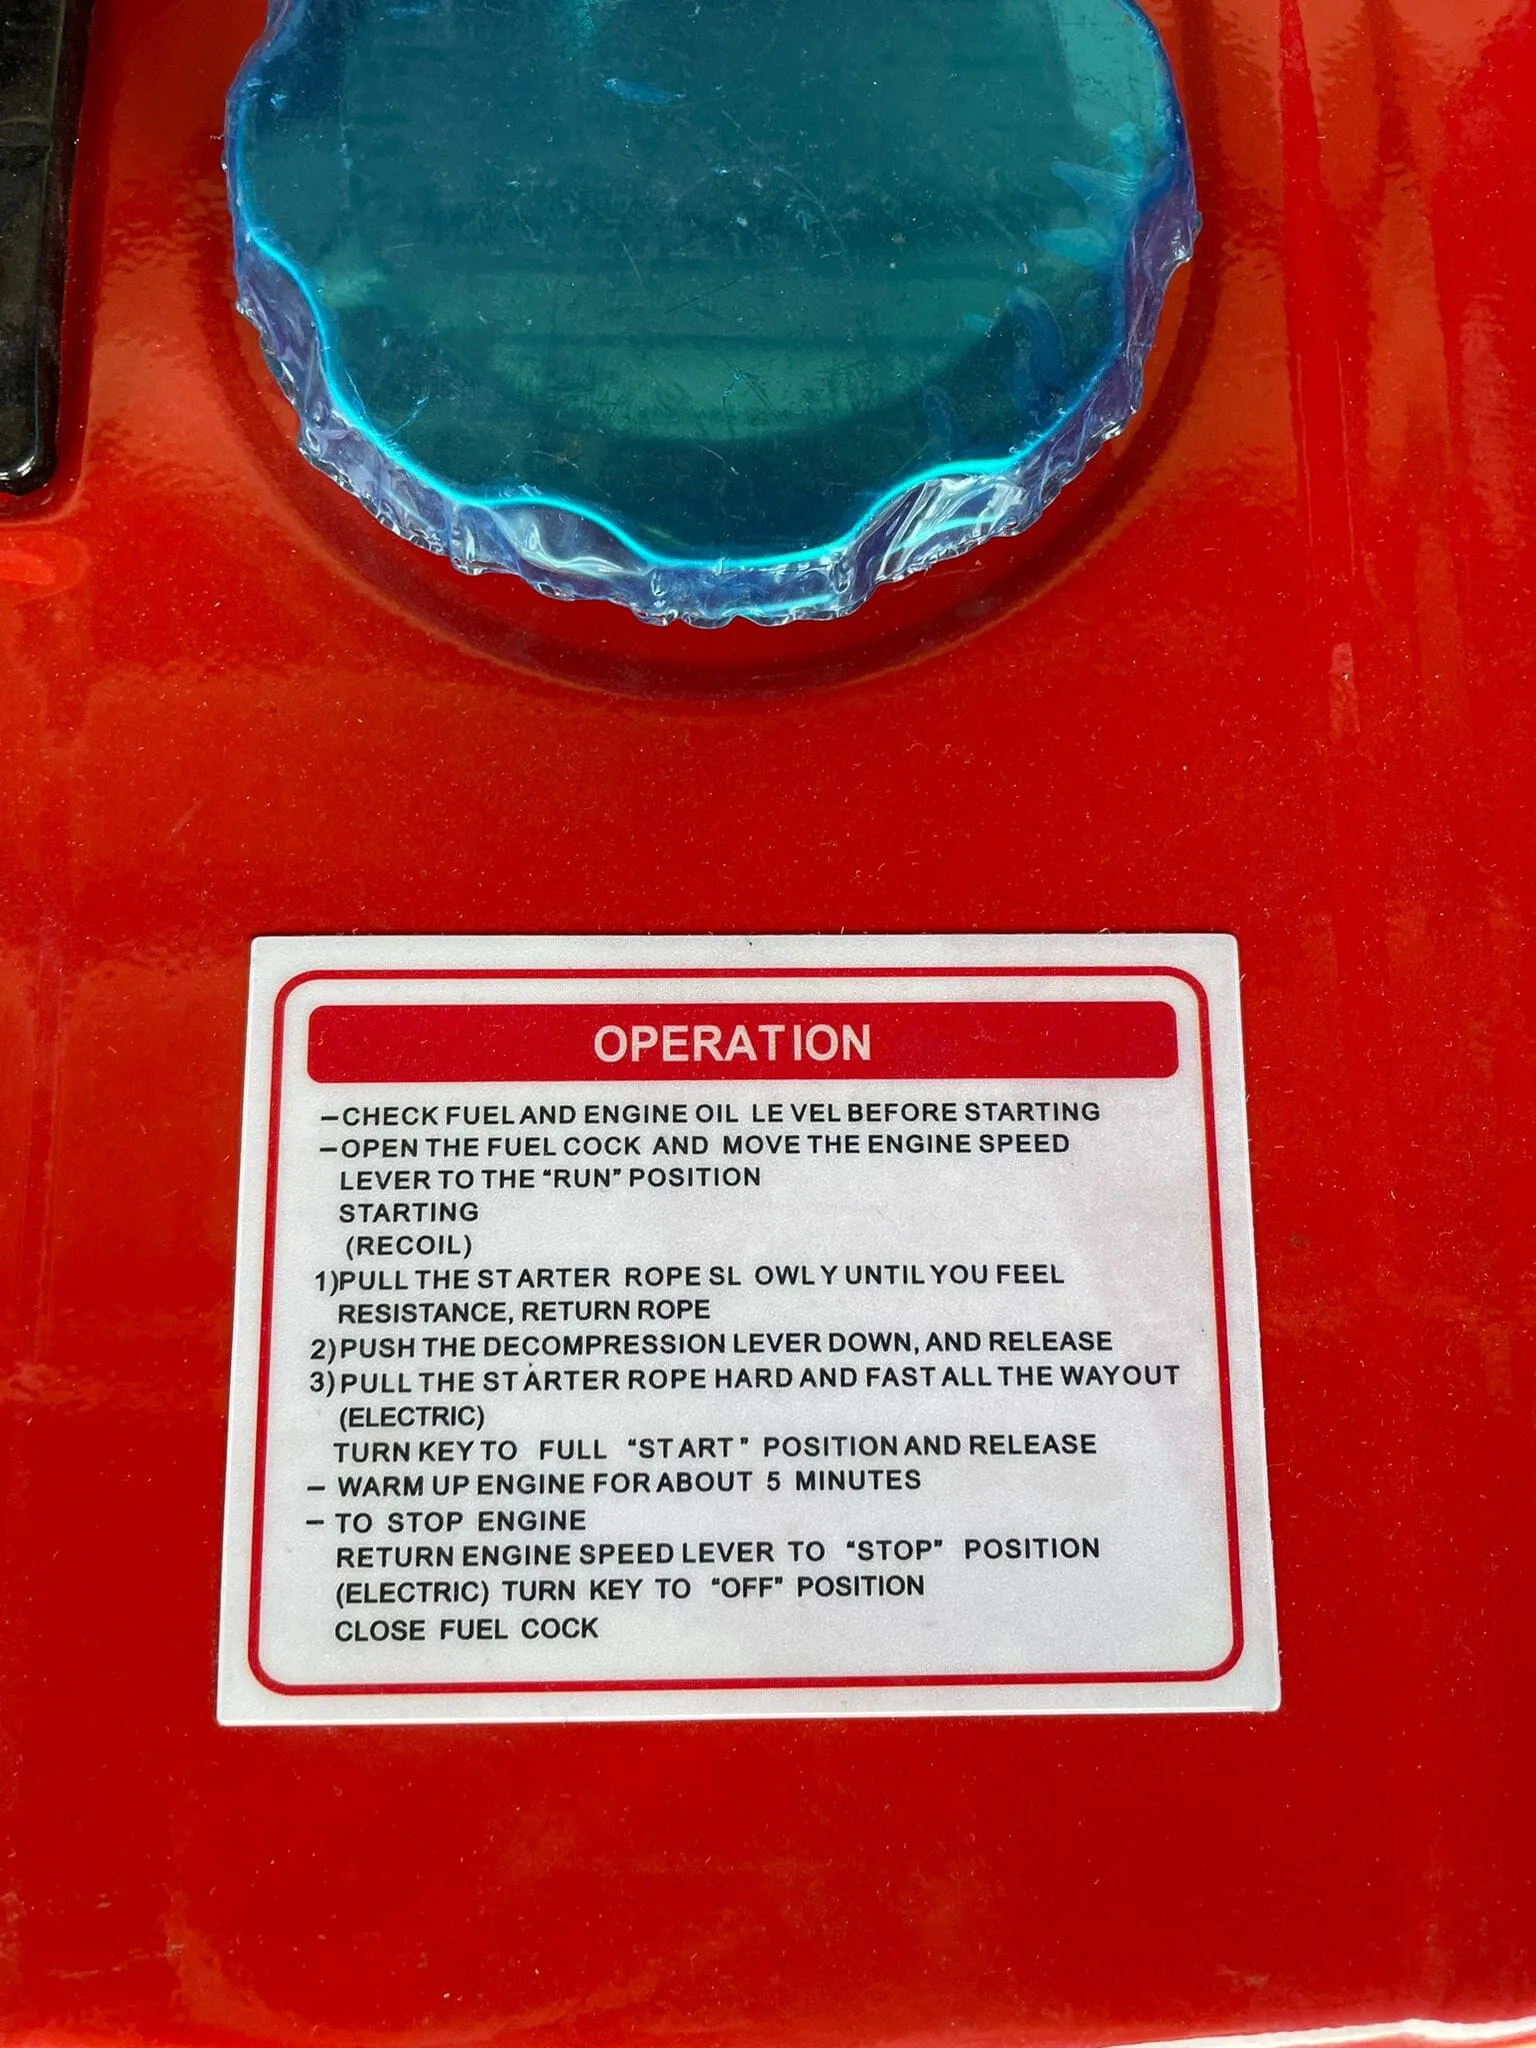 OPERATION
–CHECK FUEL AND ENGINE OIL LEVEL BEFORE STARTING
–OPEN THE FUEL COCK AND MOVE THE ENGINE SPEED
LEVER TO THE “RUN” POSITION
STARTING
(RECOIL)
1)PULL THE STARTER ROPE SLOWLY UNTIL YOU FEEL
RESISTANCE, RETURN ROPE
2)PUSH THE DECOMPRESSION LEVER DOWN, AND RELEASE
3)PULL THE STARTER ROPE HARD AND FAST ALL THE WAY OUT
(ELECTRIC)
TURN KEY TO FULL “START” POSITION AND RELEASE
– WARM UP ENGINE FOR ABOUT 5 MINUTES
– TO STOP ENGINE
RETURN ENGINE SPEED LEVER TO “STOP” POSITION
(ELECTRIC) TURN KEY TO “OFF” POSITION
CLOSE FUEL COCK